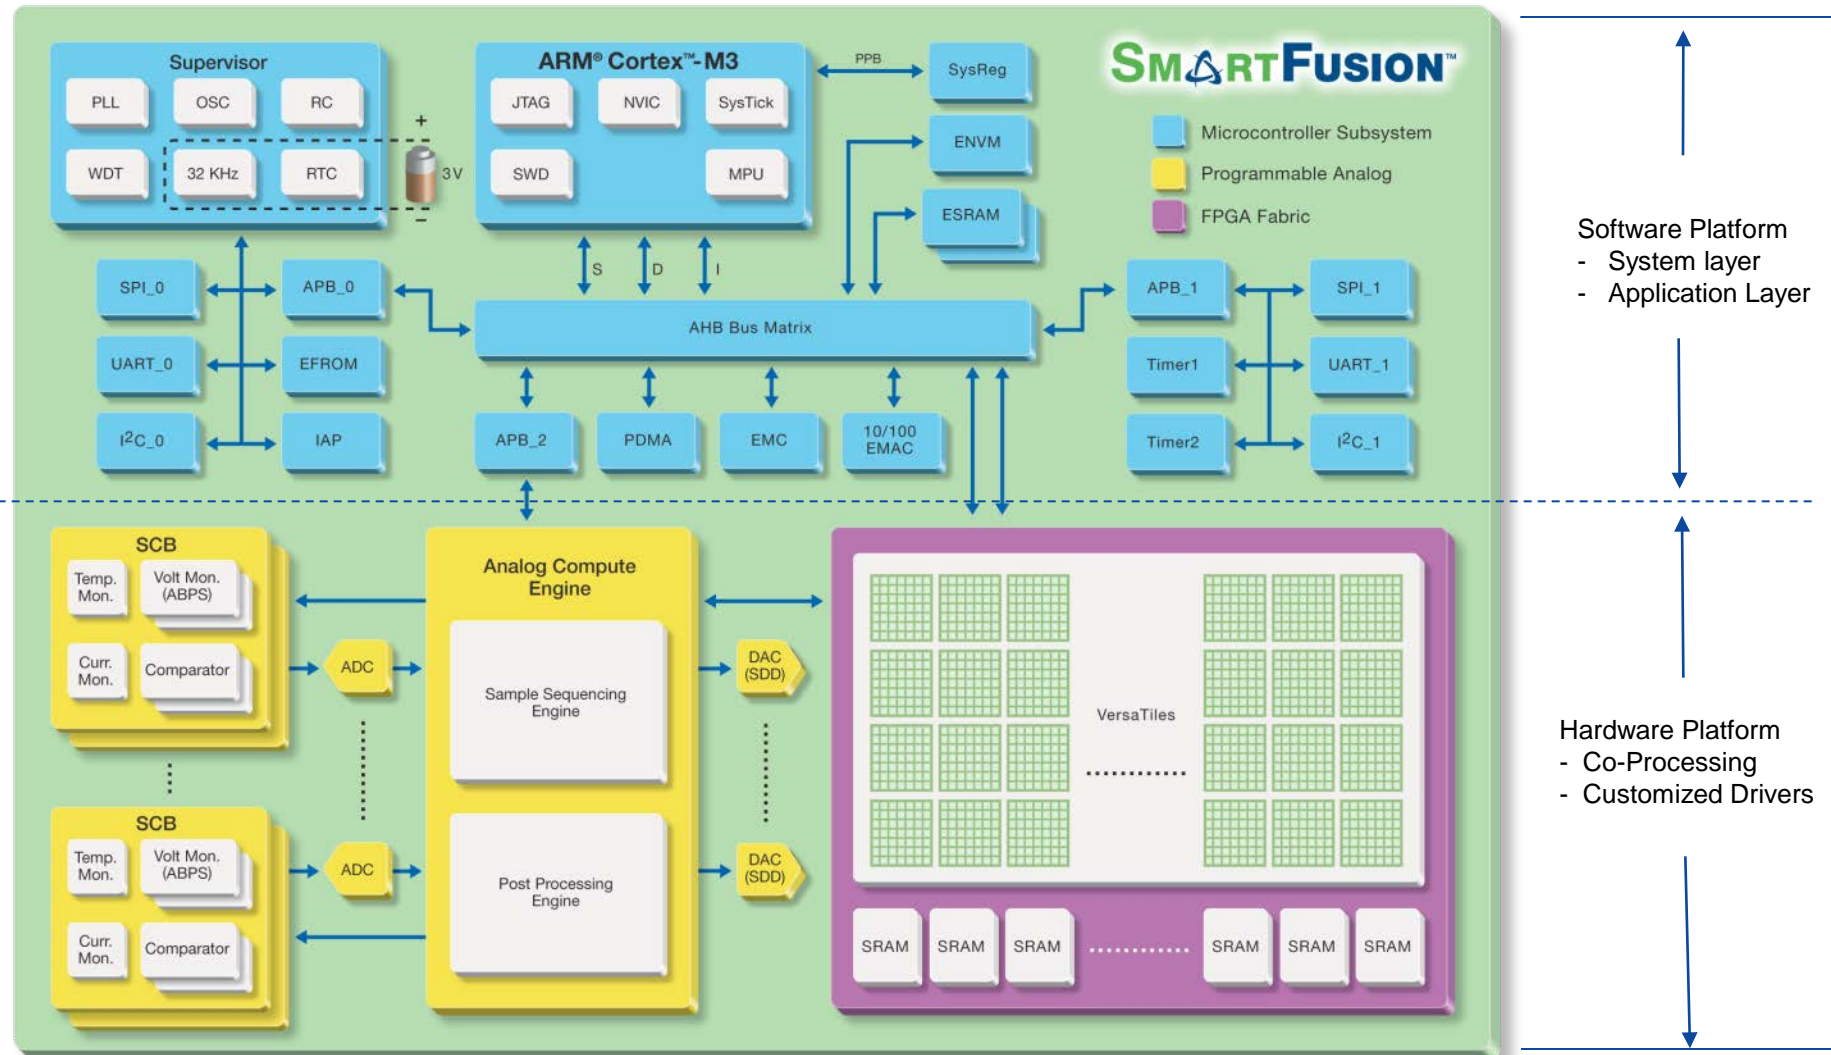 Supervisor
PLL
OSC
RC
WDT
32 KHz
RTC
+
3V
–
ARM® Cortex™-M3
JTAG
NVIC
SysTick
SWD
MPU
PPB
SysReg
ENVM
ESRAM
SMARTFUSION™
Microcontroller Subsystem
Programmable Analog
FPGA Fabric
S
D
I
SPI_0
APB_0
UART_0
EFROM
I²C_0
IAP
AHB Bus Matrix
APB_2
PDMA
EMC
10/100
EMAC
APB_1
SPI_1
Timer1
UART_1
Timer2
I²C_1
Software Platform
- System layer
- Application Layer
SCB
Temp.
Mon.
Volt Mon.
(ABPS)
Curr.
Mon.
Comparator
ADC
SCB
Temp.
Mon.
Volt Mon.
(ABPS)
Curr.
Mon.
Comparator
ADC
Analog Compute
Engine
Sample Sequencing
Engine
Post Processing
Engine
DAC
(SDD)
DAC
(SDD)
VersaTiles
SRAM
SRAM
SRAM
SRAM
SRAM
SRAM
Hardware Platform
- Co-Processing
- Customized Drivers